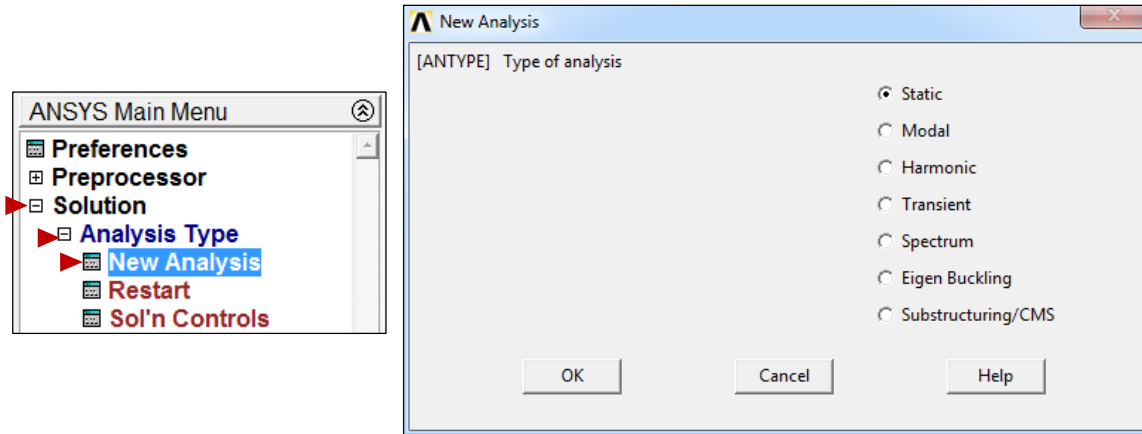 ANSYS Main Menu
Preferences
Preprocessor
Solution
Analysis Type
New Analysis
Restart
Sol'n Controls
New Analysis
[ANTYPE] Type of analysis
Static
Modal
Harmonic
Transient
Spectrum
Eigen Buckling
Substructuring/CMS
OK Cancel Help